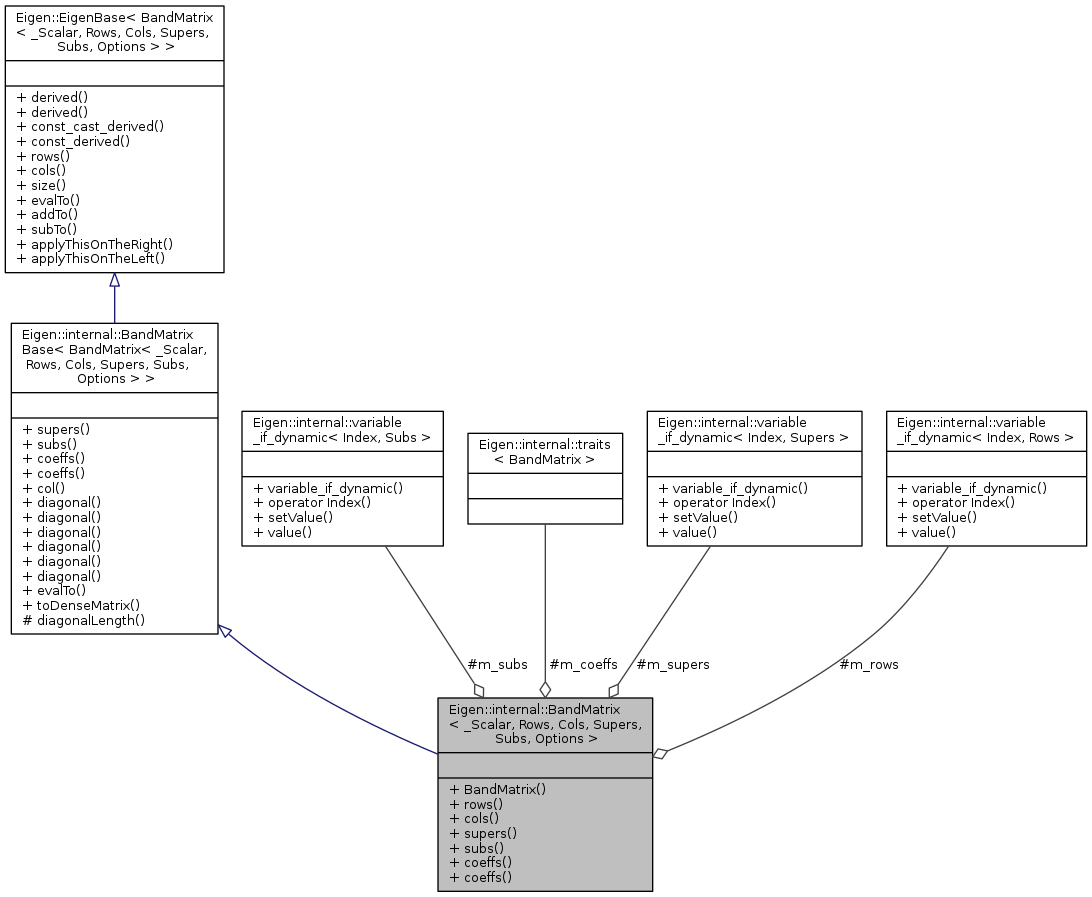 Eigen::EigenBase< BandMatrix
< _Scalar, Rows, Cols, Supers,
Subs, Options > >
+ derived()
+ derived()
+ const_cast_derived()
+ const_derived()
+ rows()
+ cols()
+ size()
+ evalTo()
+ addTo()
+ subTo()
+ applyThisOnTheRight()
+ applyThisOnTheLeft()
Eigen::internal::BandMatrix
Base< BandMatrix< _Scalar,
Rows, Cols, Supers, Subs,
Options > >
+ supers()
+ subs()
+ coeffs()
+ coeffs()
+ col()
+ diagonal()
+ diagonal()
+ diagonal()
+ diagonal()
+ diagonal()
+ diagonal()
+ evalTo()
+ toDenseMatrix()
# diagonalLength()
Eigen::internal::variable
_if_dynamic< Index, Subs >
+ variable_if_dynamic()
+ operator Index()
+ setValue()
+ value()
Eigen::internal::traits
< BandMatrix >
Eigen::internal::variable
_if_dynamic< Index, Supers >
+ variable_if_dynamic()
+ operator Index()
+ setValue()
+ value()
Eigen::internal::variable
_if_dynamic< Index, Rows >
+ variable_if_dynamic()
+ operator Index()
+ setValue()
+ value()
#m_subs
#m_coeffs
#m_supers
#m_rows
Eigen::internal::BandMatrix
< _Scalar, Rows, Cols, Supers,
Subs, Options >
+ BandMatrix()
+ rows()
+ cols()
+ supers()
+ subs()
+ coeffs()
+ coeffs()